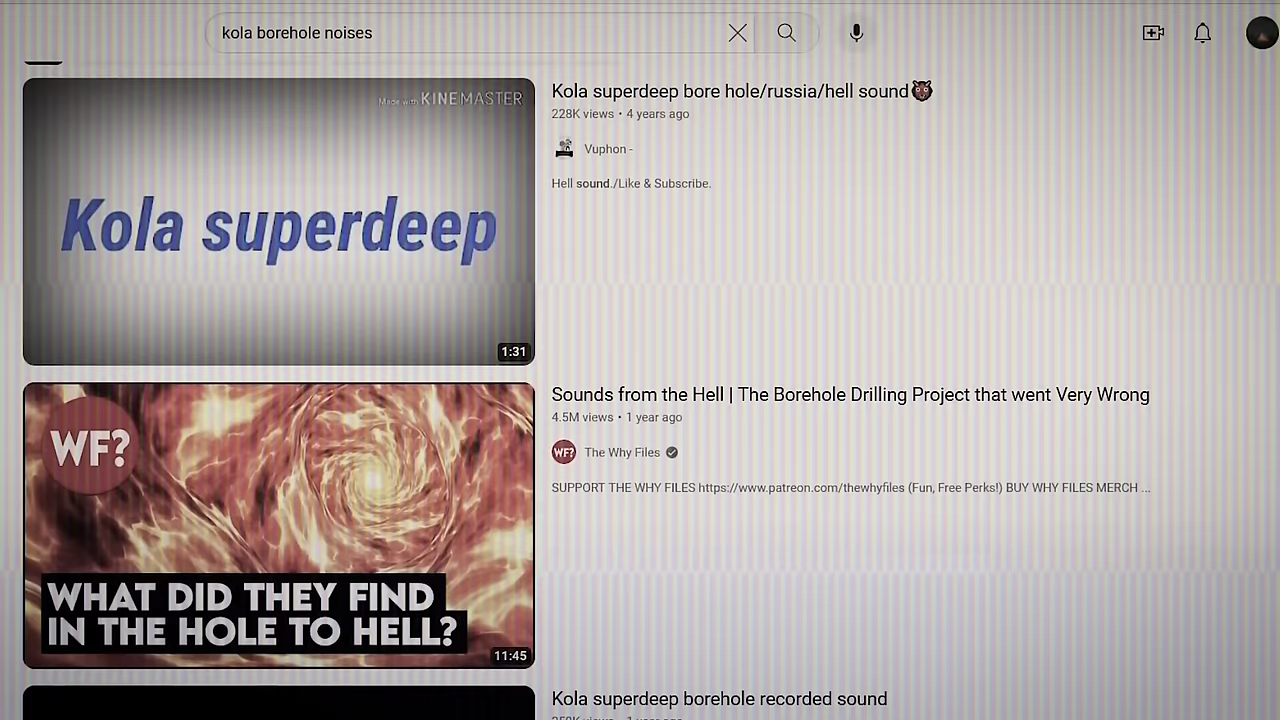 kola borehole noises
Made with KINEMASTER
Kola superdeep
1:31
Kola superdeep bore hole/russia/hell sound
228K views • 4 years ago
Vuphon -
Hell sound./Like & Subscribe.
WF?
WHAT DID THEY FIND
IN THE HOLE TO HELL?
11:45
Sounds from the Hell | The Borehole Drilling Project that went Very Wrong
4.5M views • 1 year ago
WF?
The Why Files
SUPPORT THE WHY FILES https://www.patreon.com/thewhyfiles (Fun, Free Perks!) BUY WHY FILES MERCH ...
Kola superdeep borehole recorded sound